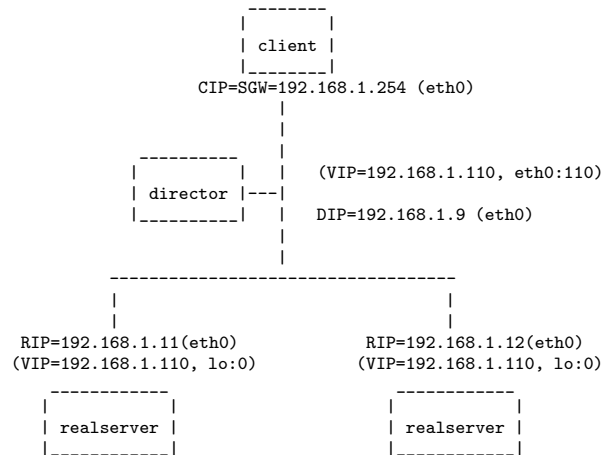 client
CIP=SGW=192.168.1.254 (eth0)
(VIP=192.168.1.110, eth0:110)
director
DIP=192.168.1.9 (eth0)
RIP=192.168.1.11(eth0) RIP=192.168.1.12(eth0)
(VIP=192.168.1.110, lo:0) (VIP=192.168.1.110, lo:0)
realserver realserver